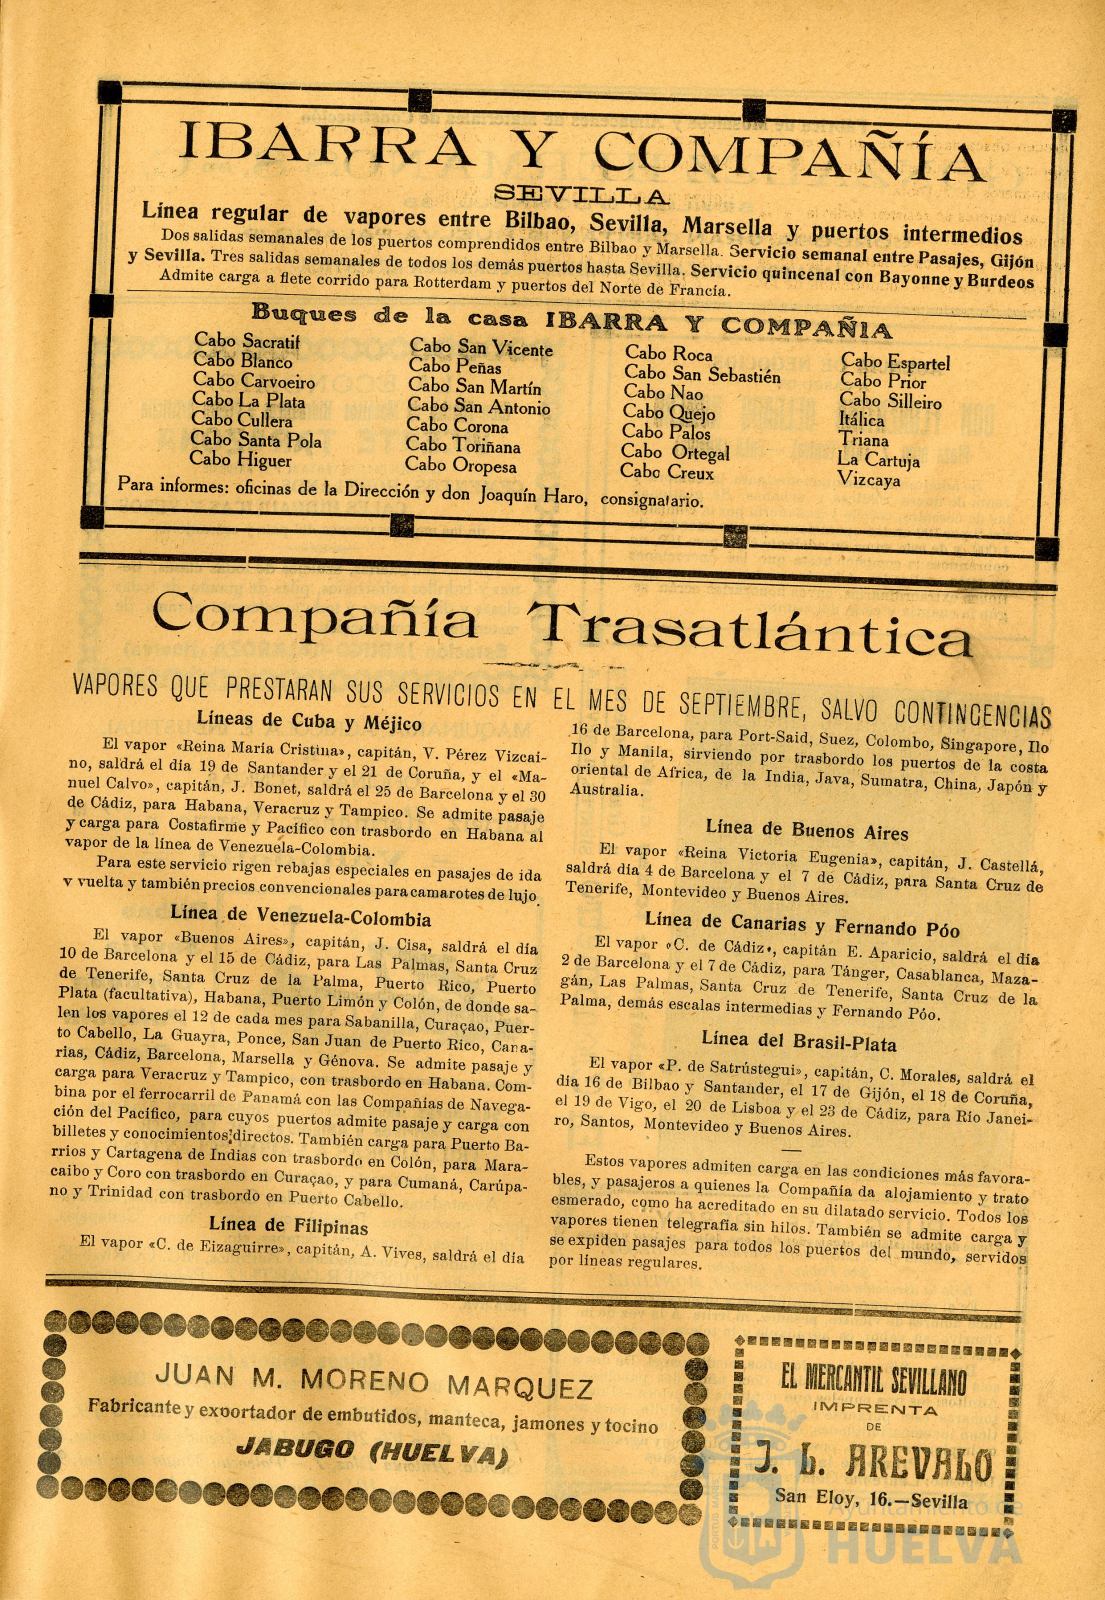 IBARRA Y COMPAÑÍA
SEVILLA
Línea regular de vapores entre Bilbao, Sevilla, Marsella y puertos intermedios
Dos salidas semanales de los puertos comprendidos entre Bilbao y Marsella. Servicio semanal entre Pasajes, Gijón
y Sevilla. Tres salidas semanales de todos los demás puertos hasta Sevilla. Servicio quincenal con Bayonne y Burdeos
Admite carga a flete corrido para Rotterdam y puertos del Norte de Francia.
Buques de la casa IBARRA Y COMPAÑIA
Cabo Sacratif
Cabo Blanco
Cabo Carvoeiro
Cabo La Plata
Cabo Cullera
Cabo Santa Pola
Cabo Higuer
Cabo San Vicente
Cabo Peñas
Cabo San Martín
Cabo San Antonio
Cabo Corona
Cabo Toriñana
Cabo Oropesa
Cabo Roca
Cabo San Sebastién
Cabo Nao
Cabo Quejo
Cabo Palos
Cabo Ortegal
Cabo Creux
Cabo Espartel
Cabo Prior
Cabo Silleiro
Itálica
Triana
La Cartuja
Vizcaya
Para informes: oficinas de la Dirección y don Joaquín Haro, consignatario.
Compañía Trasatlántica
VAPORES QUE PRESTARAN SUS SERVICIOS EN EL MES DE SEPTIEMBRE, SALVO CONTINGENCIAS
Líneas de Cuba y Méjico
El vapor «Reina María Cristina», capitán, V. Pérez Vizcai-
no, saldrá el día 19 de Santander y el 21 de Coruña, y el «Ma-
nuel Calvo», capitán, J. Bonet, saldrá el 25 de Barcelona y el 30
de Cádiz, para Habana, Veracruz y Tampico. Se admite pasaje
y carga para Costafirme y Pacífico con trasbordo en Habana al
vapor de la línea de Venezuela-Colombia.
Para este servicio rigen rebajas especiales en pasajes de ida
y vuelta y también precios convencionales para camarotes de lujo.
Línea de Venezuela-Colombia
El vapor «Buenos Aires», capitán, J. Cisa, saldrá el día
10 de Barcelona y el 15 de Cádiz, para Las Palmas, Santa Cruz
de Tenerife, Santa Cruz de la Palma, Puerto Rico, Puerto
Plata (facultativa), Habana, Puerto Limón y Colón, de donde sa-
len los vapores el 12 de cada mes para Sabanilla, Curaçao, Puer-
to Cabello, La Guayra, Ponce, San Juan de Puerto Rico, Cana-
rias, Cádiz, Barcelona, Marsella y Génova. Se admite pasaje y
carga para Veracruz y Tampico, con trasbordo en Habana. Com-
bina por el ferrocarril de Panamá con las Compañías de Navega-
ción del Pacífico, para cuyos puertos admite pasaje y carga con
billetes y conocimientos directos. También carga para Puerto Ba-
rrios y Cartagena de Indias con trasbordo en Colón, para Mara-
caibo y Coro con trasbordo en Curaçao, y para Cumaná, Carúpa-
no y Trinidad con trasbordo en Puerto Cabello.
Línea de Filipinas
El vapor «C. de Eizaguirre», capitán, A. Vives, saldrá el día
16 de Barcelona, para Port-Said, Suez, Colombo, Singapore, Ilo
Ilo y Manila, sirviendo por trasbordo los puertos de la costa
oriental de Africa, de la India, Java, Sumatra, China, Japón y
Australia.
Línea de Buenos Aires
El vapor «Reina Victoria Eugenia», capitán, J. Castellá,
saldrá día 4 de Barcelona y el 7 de Cádiz, para Santa Cruz de
Tenerife, Montevideo y Buenos Aires.
Línea de Canarias y Fernando Póo
El vapor «C. de Cádiz», capitán E. Aparicio, saldrá el día
2 de Barcelona y el 7 de Cádiz, para Tánger, Casablanca, Maza-
gán, Las Palmas, Santa Cruz de Tenerife, Santa Cruz de la
Palma, demás escalas intermedias y Fernando Póo.
Línea del Brasil-Plata
El vapor «P. de Satrústegui», capitán, C. Morales, saldrá el
día 16 de Bilbao y Santander, el 17 de Gijón, el 18 de Coruña,
el 19 de Vigo, el 20 de Lisboa y el 23 de Cádiz, para Río Janei-
ro, Santos, Montevideo y Buenos Aires.
Estos vapores admiten carga en las condiciones más favora-
bles, y pasajeros a quienes la Compañía da alojamiento y trato
esmerado, como ha acreditado en su dilatado servicio. Todos los
vapores tienen telegrafía sin hilos. También se admite carga y
se expiden pasajes para todos los puertos del mundo, servidos
por líneas regulares.
JUAN M. MORENO MARQUEZ
Fabricante y exportador de embutidos, manteca, jamones y tocino
JABUGO (HUELVA)
EL MERCANTIL SEVILLANO
IMPRENTA
DE
J. L. AREVALO
San Eloy, 16.—Sevilla
Ayuntamiento de
HUELVA